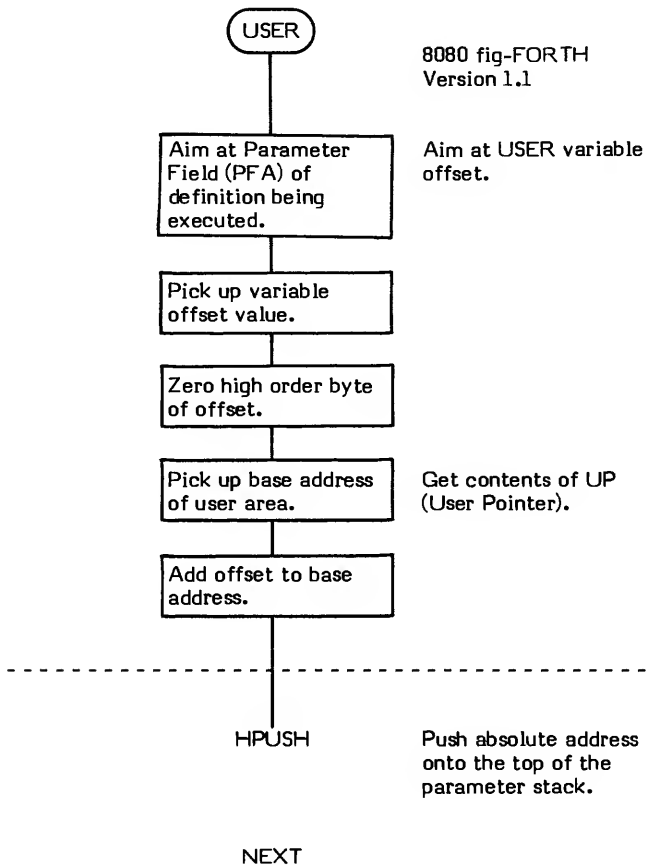 USER
8080 fig-FORTH
Version 1.1
Aim at Parameter
Field (PFA) of
definition being
executed.
Aim at USER variable
offset.
Pick up variable
offset value.
Zero high order byte
of offset.
Pick up base address
of user area.
Get contents of UP
(User Pointer).
Add offset to base
address.
HPUSH
Push absolute address
onto the top of the
parameter stack.
NEXT